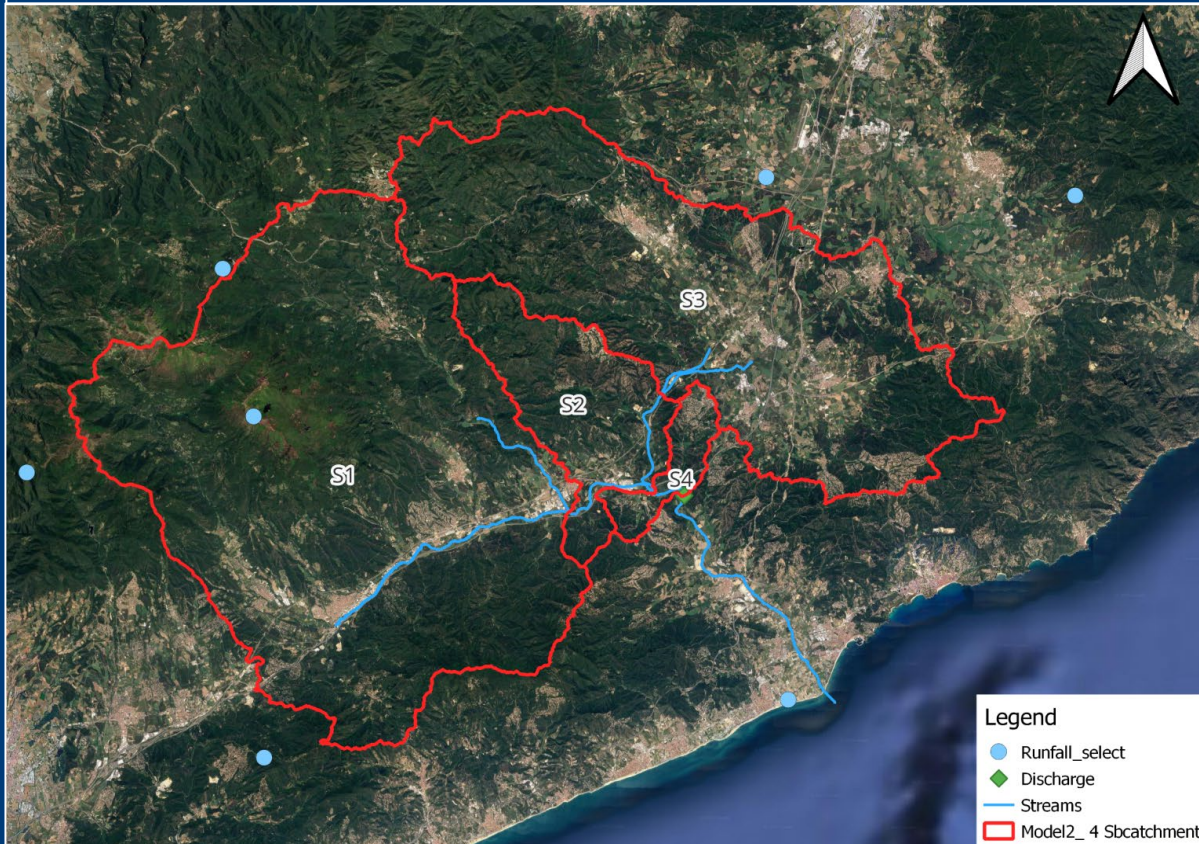 S3
S2
S1
S4
Legend
Runfall_select
Discharge
Streams
Model2_ 4 Sbcatchment